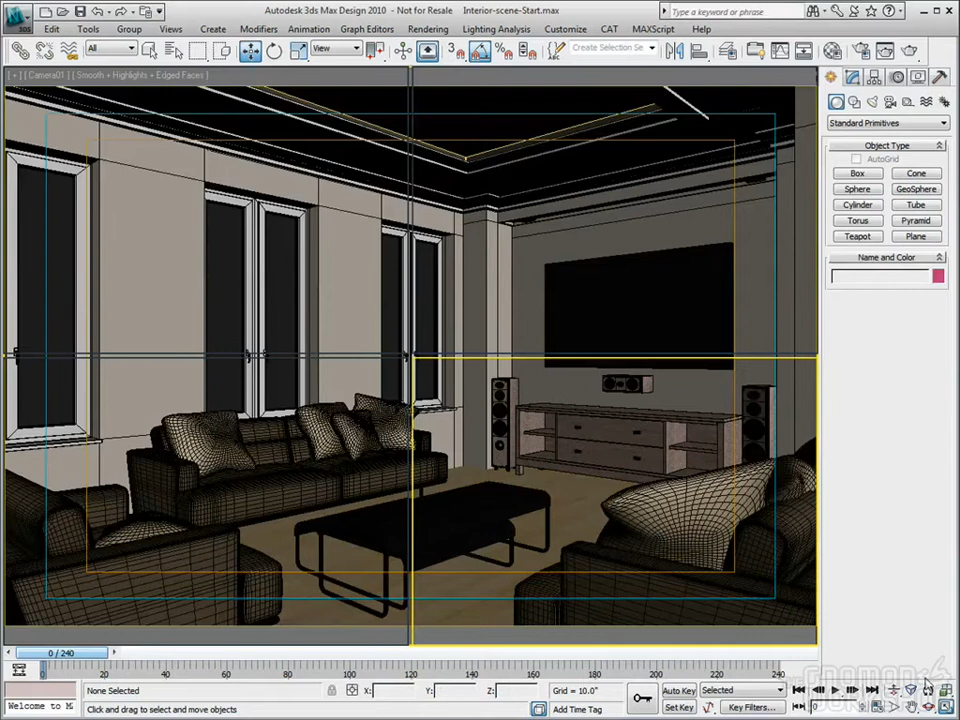 Autodesk 3ds Max Design 2010 - Not for Resale Interior-scene-Start.max
Type a keyword or phrase
Edit Tools Group Views Create Modifiers Animation Graph Editors Rendering Lighting Analysis Customize CAT MAXScript Help
All View Create Selection Se
[ + ] [ Camera01 ] [ Smooth + Highlights + Edged Faces ]
Standard Primitives
Object Type
AutoGrid
Box Cone
Sphere GeoSphere
Cylinder Tube
Torus Pyramid
Teapot Plane
Name and Color
0 / 240
0 20 40 60 80 100 120 140 160 180 200 220 240
None Selected X: Y: Z: Grid = 10.0" Auto Key Selected
Welcome to M Click and drag to select and move objects Add Time Tag Set Key Key Filters... 0